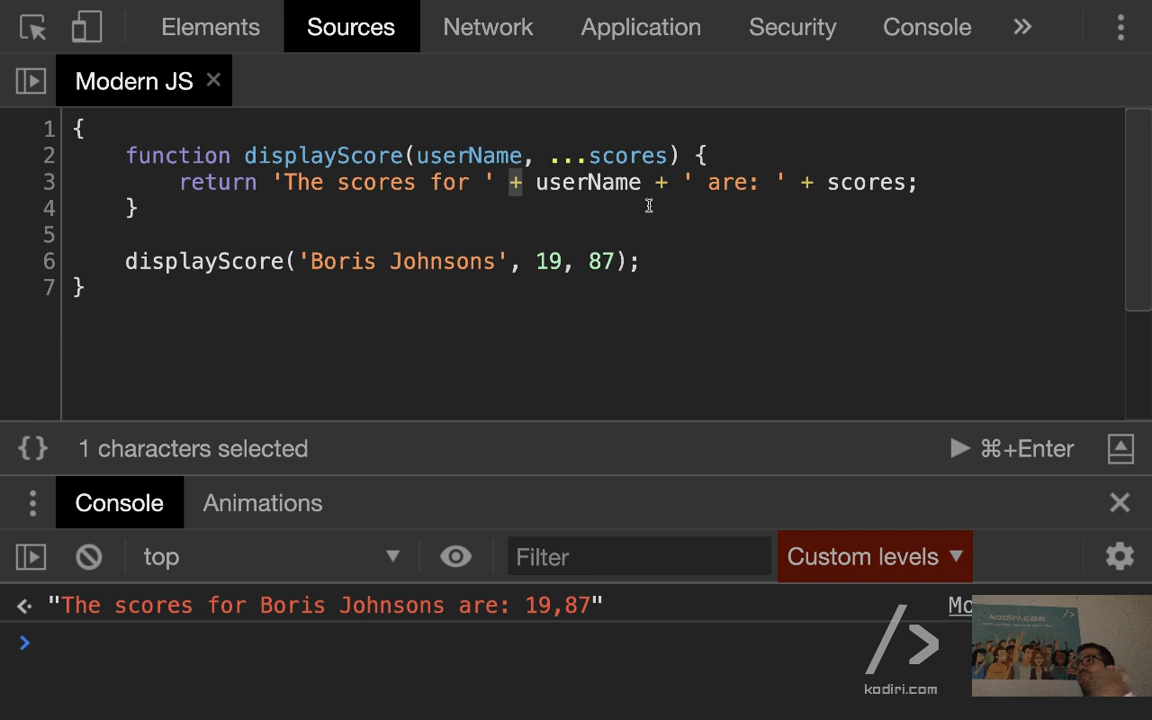 Elements Sources Network Application Security Console »
Modern JS ×
1 {
2 function displayScore(userName, ...scores) {
3 return 'The scores for ' + userName + ' are: ' + scores;
4 }
5
6 displayScore('Boris Johnsons', 19, 87);
7 }
{} 1 characters selected ⌘+Enter
Console Animations
top Filter Custom levels
"The scores for Boris Johnsons are: 19,87"
kodiri.com
kodiri.com